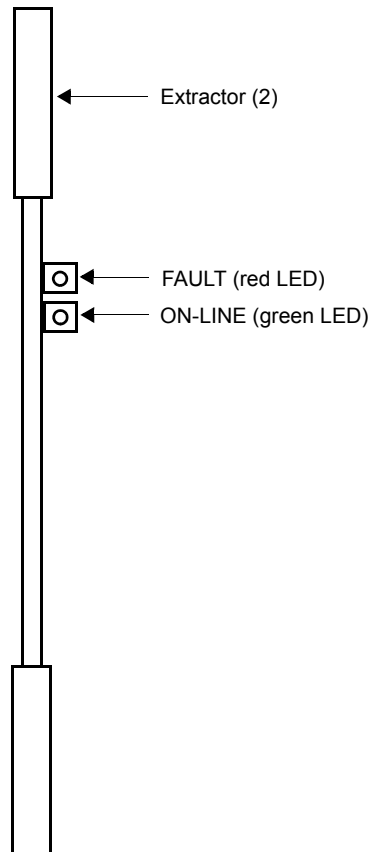 Extractor (2)
FAULT (red LED)
ON-LINE (green LED)